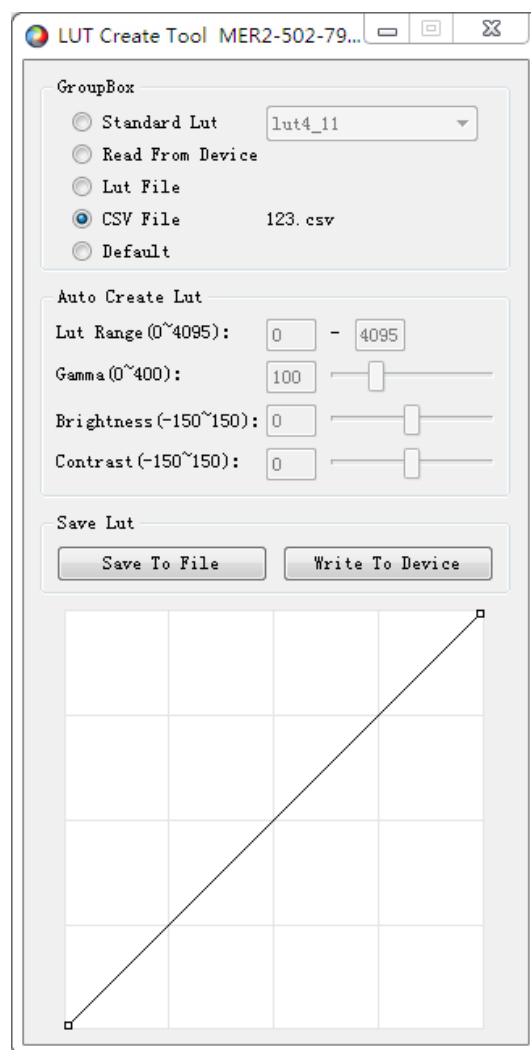 LUT Create Tool MER2-502-79...
GroupBox
Standard Lut lut4_11
Read From Device
Lut File
CSV File 123.csv
Default
Auto Create Lut
Lut Range(0~4095): 0 - 4095
Gamma(0~400): 100
Brightness(-150~150): 0
Contrast(-150~150): 0
Save Lut
Save To File Write To Device